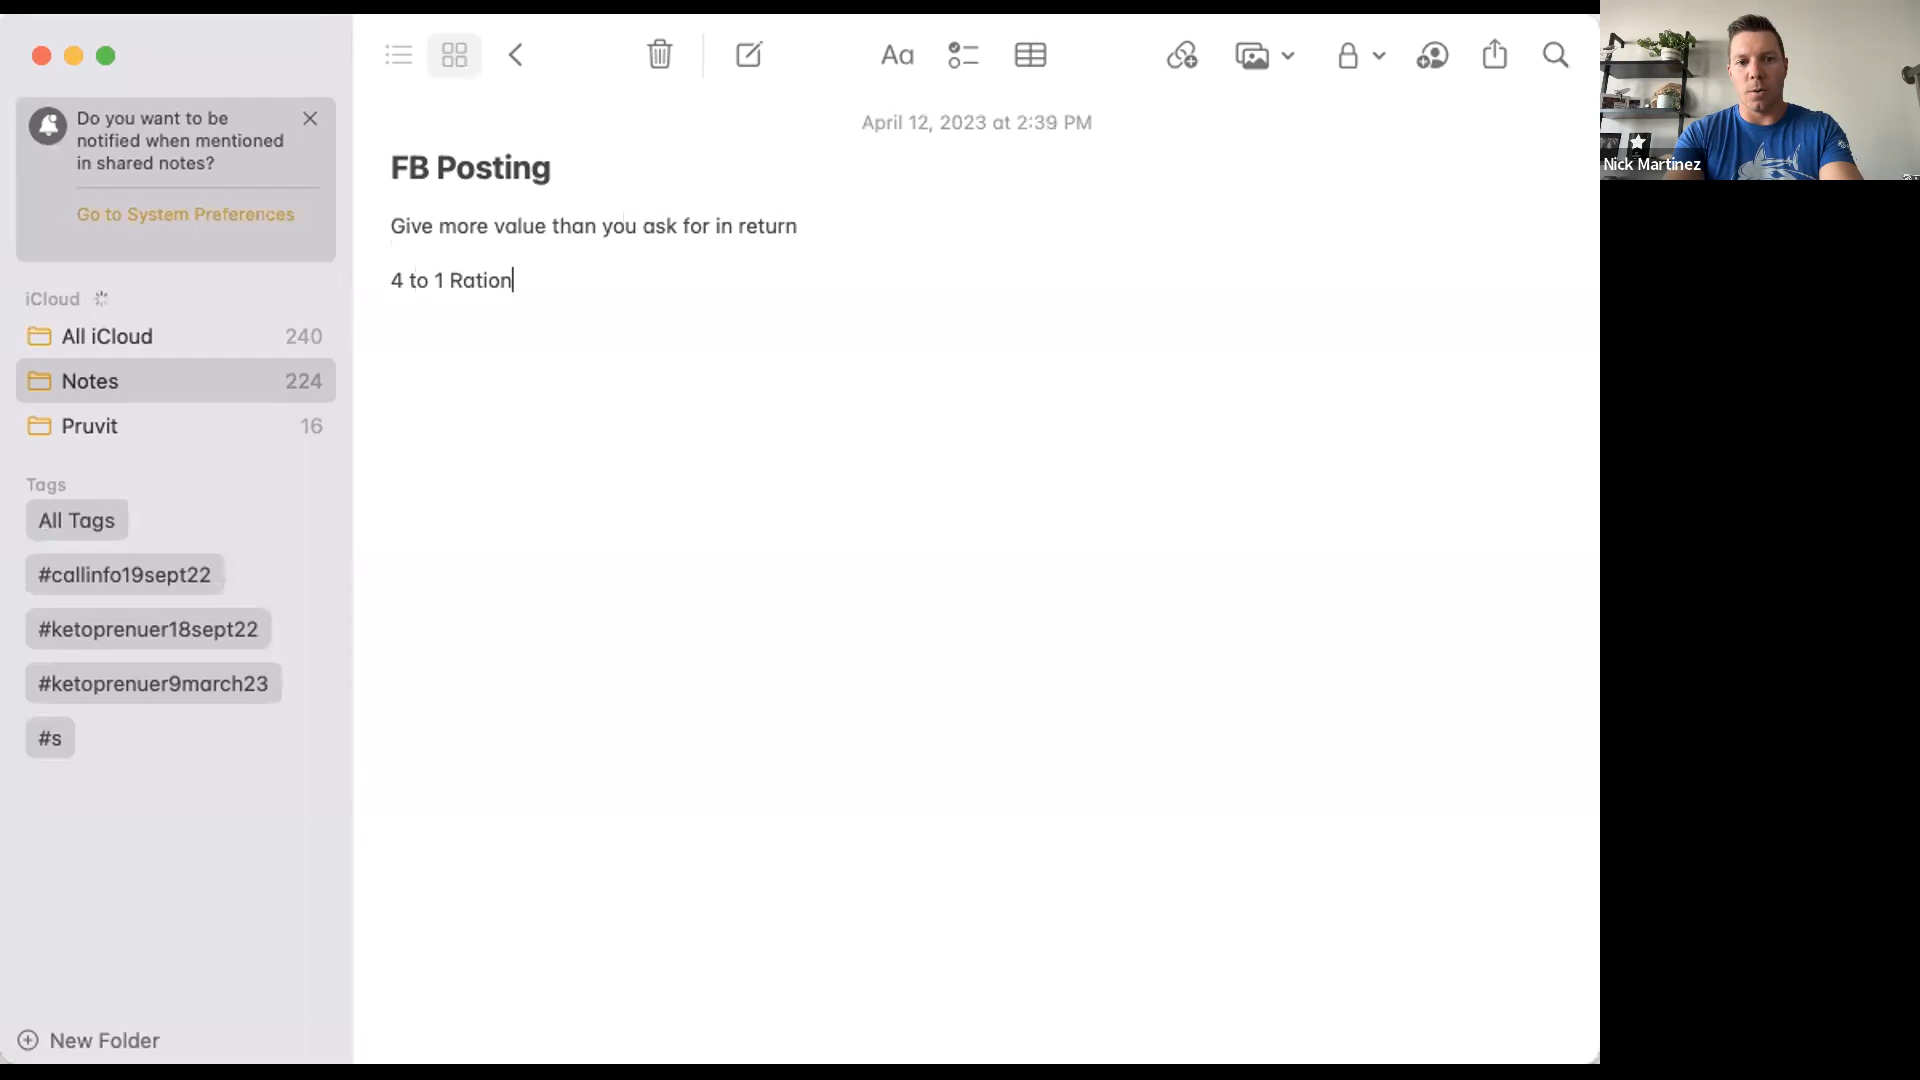 Do you want to be
notified when mentioned
in shared notes?
Go to System Preferences
iCloud
All iCloud 240
Notes 224
Pruvit 16
Tags
All Tags
#callinfo19sept22
#ketoprenuer18sept22
#ketoprenuer9march23
#s
New Folder
Aa
April 12, 2023 at 2:39 PM
FB Posting
Give more value than you ask for in return
4 to 1 Ration
Nick Martinez